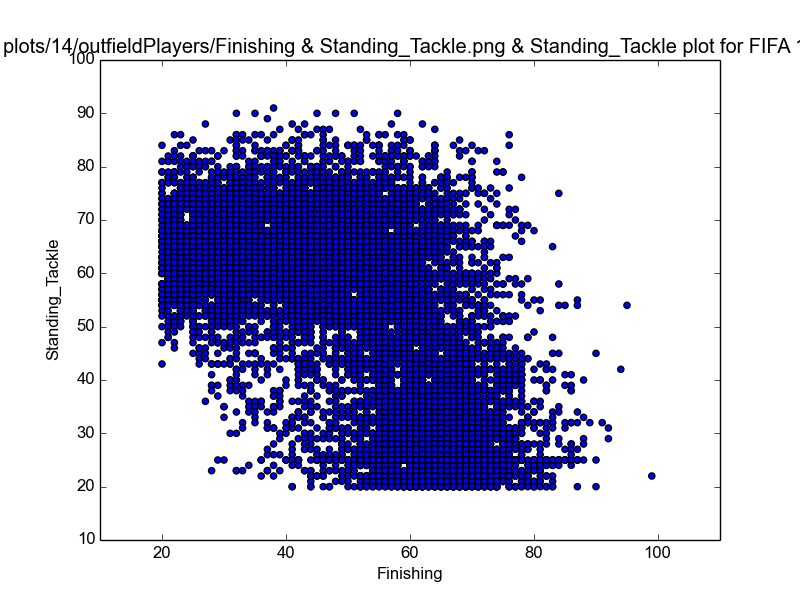 plots/14/outfieldPlayers/Finishing & Standing_Tackle.png & Standing_Tackle plot for FIFA
100
90
80
70
60
50
40
30
20
10
Standing_Tackle
20 40 60 80 100
Finishing